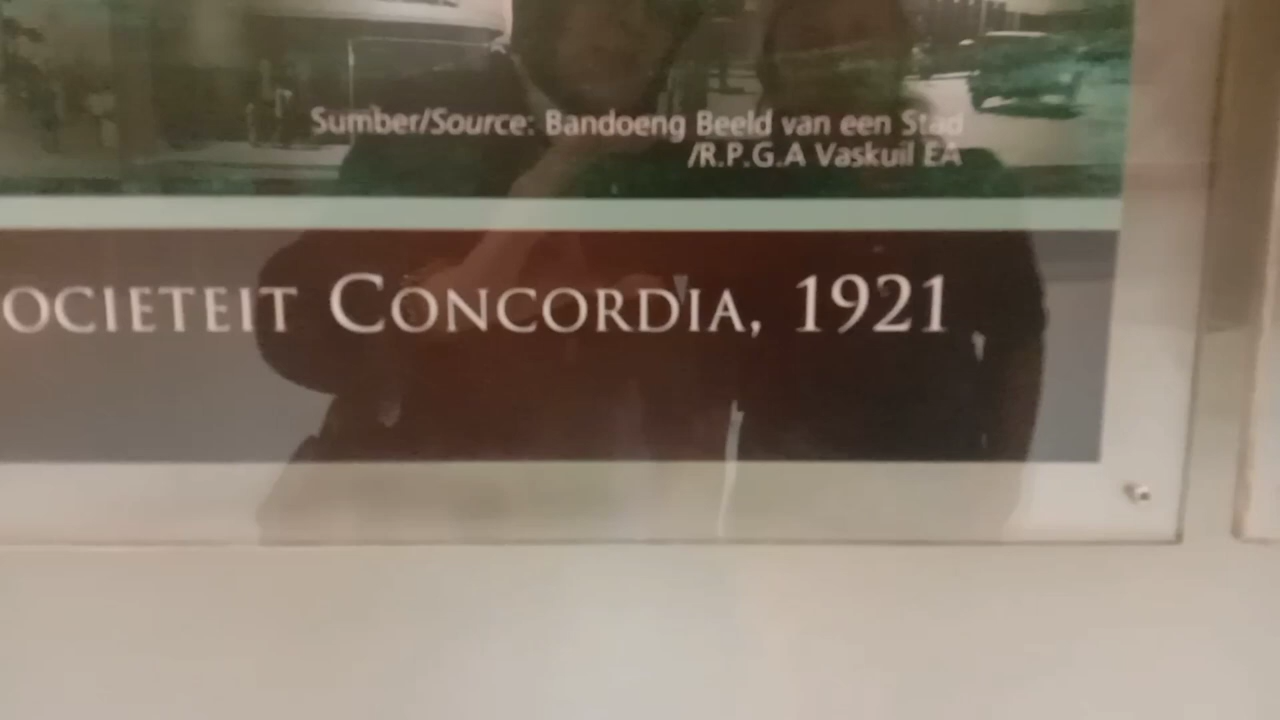 Sumber/Source: Bandoeng Beeld van een Stad
/R.P.G.A Vaskuil EA
OCIETEIT CONCORDIA, 1921